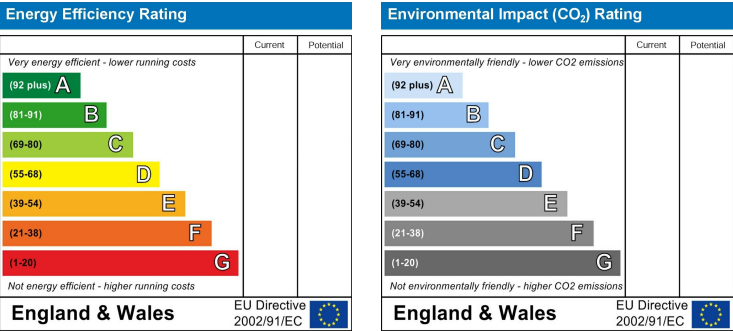 Energy Efficiency Rating
Current Potential
Very energy efficient - lower running costs
(92 plus) A
(81-91) B
(69-80) C
(55-68) D
(39-54) E
(21-38) F
(1-20) G
Not energy efficient - higher running costs
England & Wales
EU Directive
2002/91/EC
Environmental Impact (CO₂) Rating
Current Potential
Very environmentally friendly - lower CO2 emissions
(92 plus) A
(81-91) B
(69-80) C
(55-68) D
(39-54) E
(21-38) F
(1-20) G
Not environmentally friendly - higher CO2 emissions
England & Wales
EU Directive
2002/91/EC